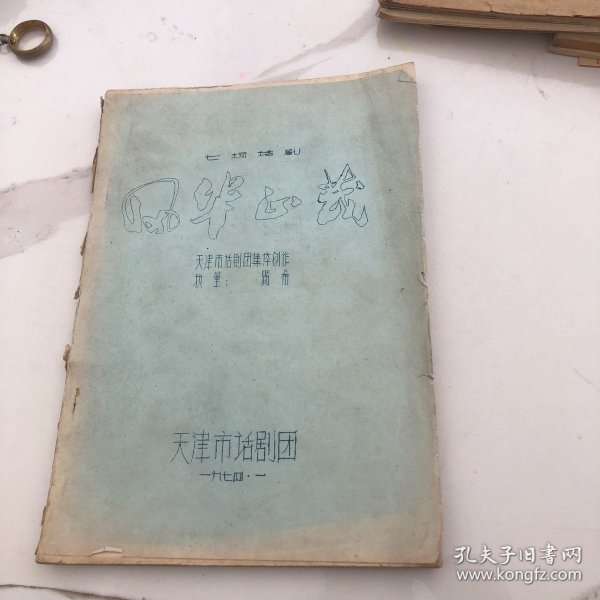 七场话剧
风华正茂
天津市话剧团集体创作
执笔：
天津市话剧团
一九七四·一
孔夫子旧书网
www.kongfz.com